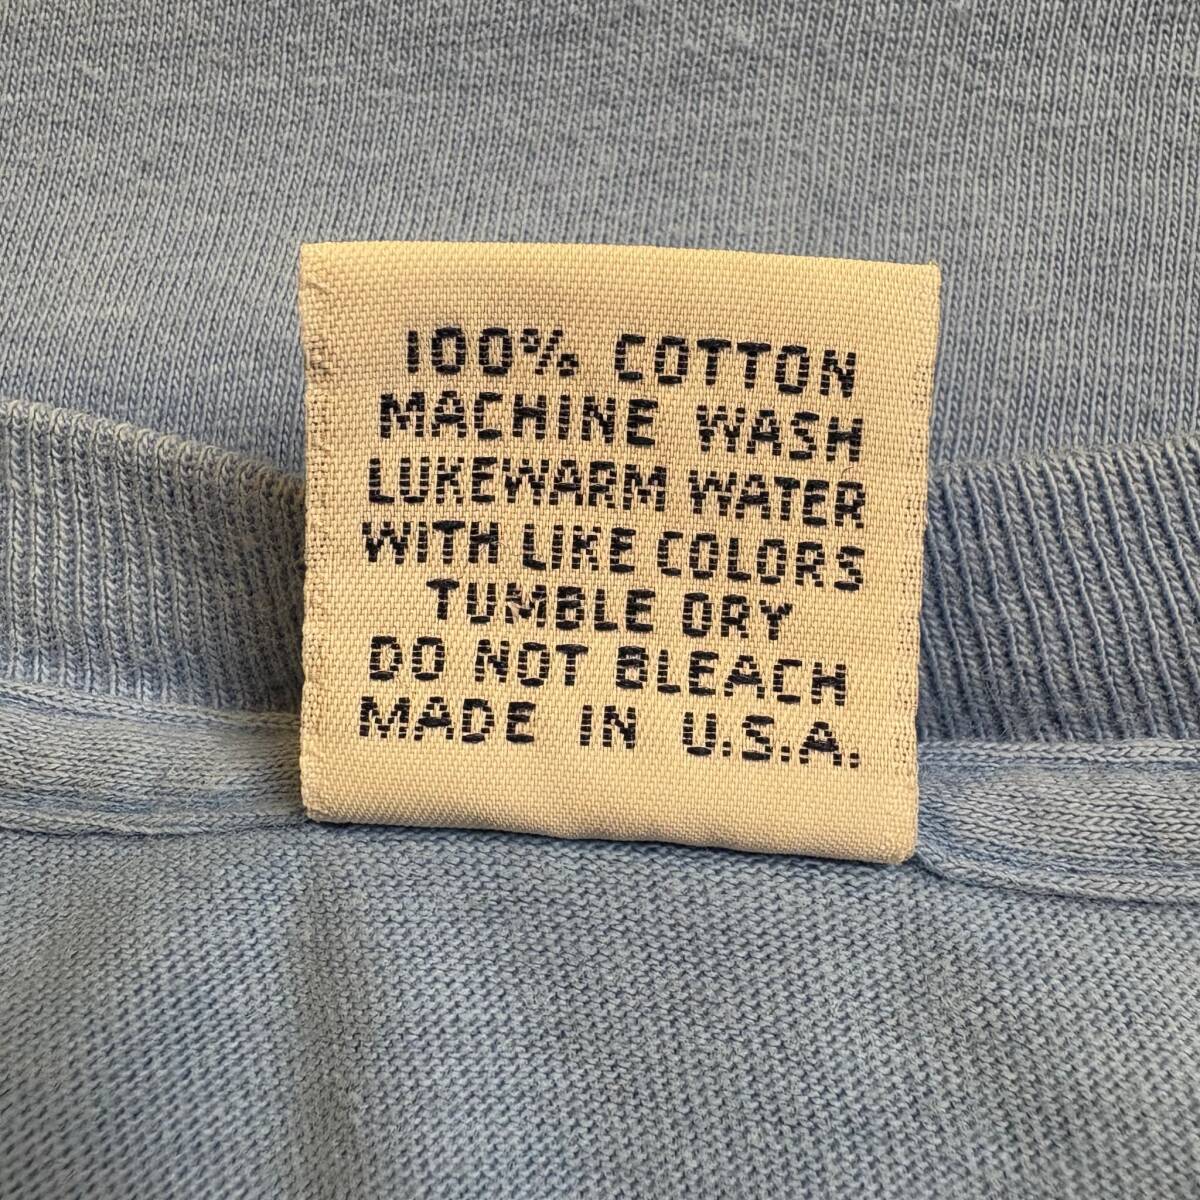 100% COTTON
MACHINE WASH
LUKEWARM WATER
WITH LIKE COLORS
TUMBLE DRY
DO NOT BLEACH
MADE IN U.S.A.